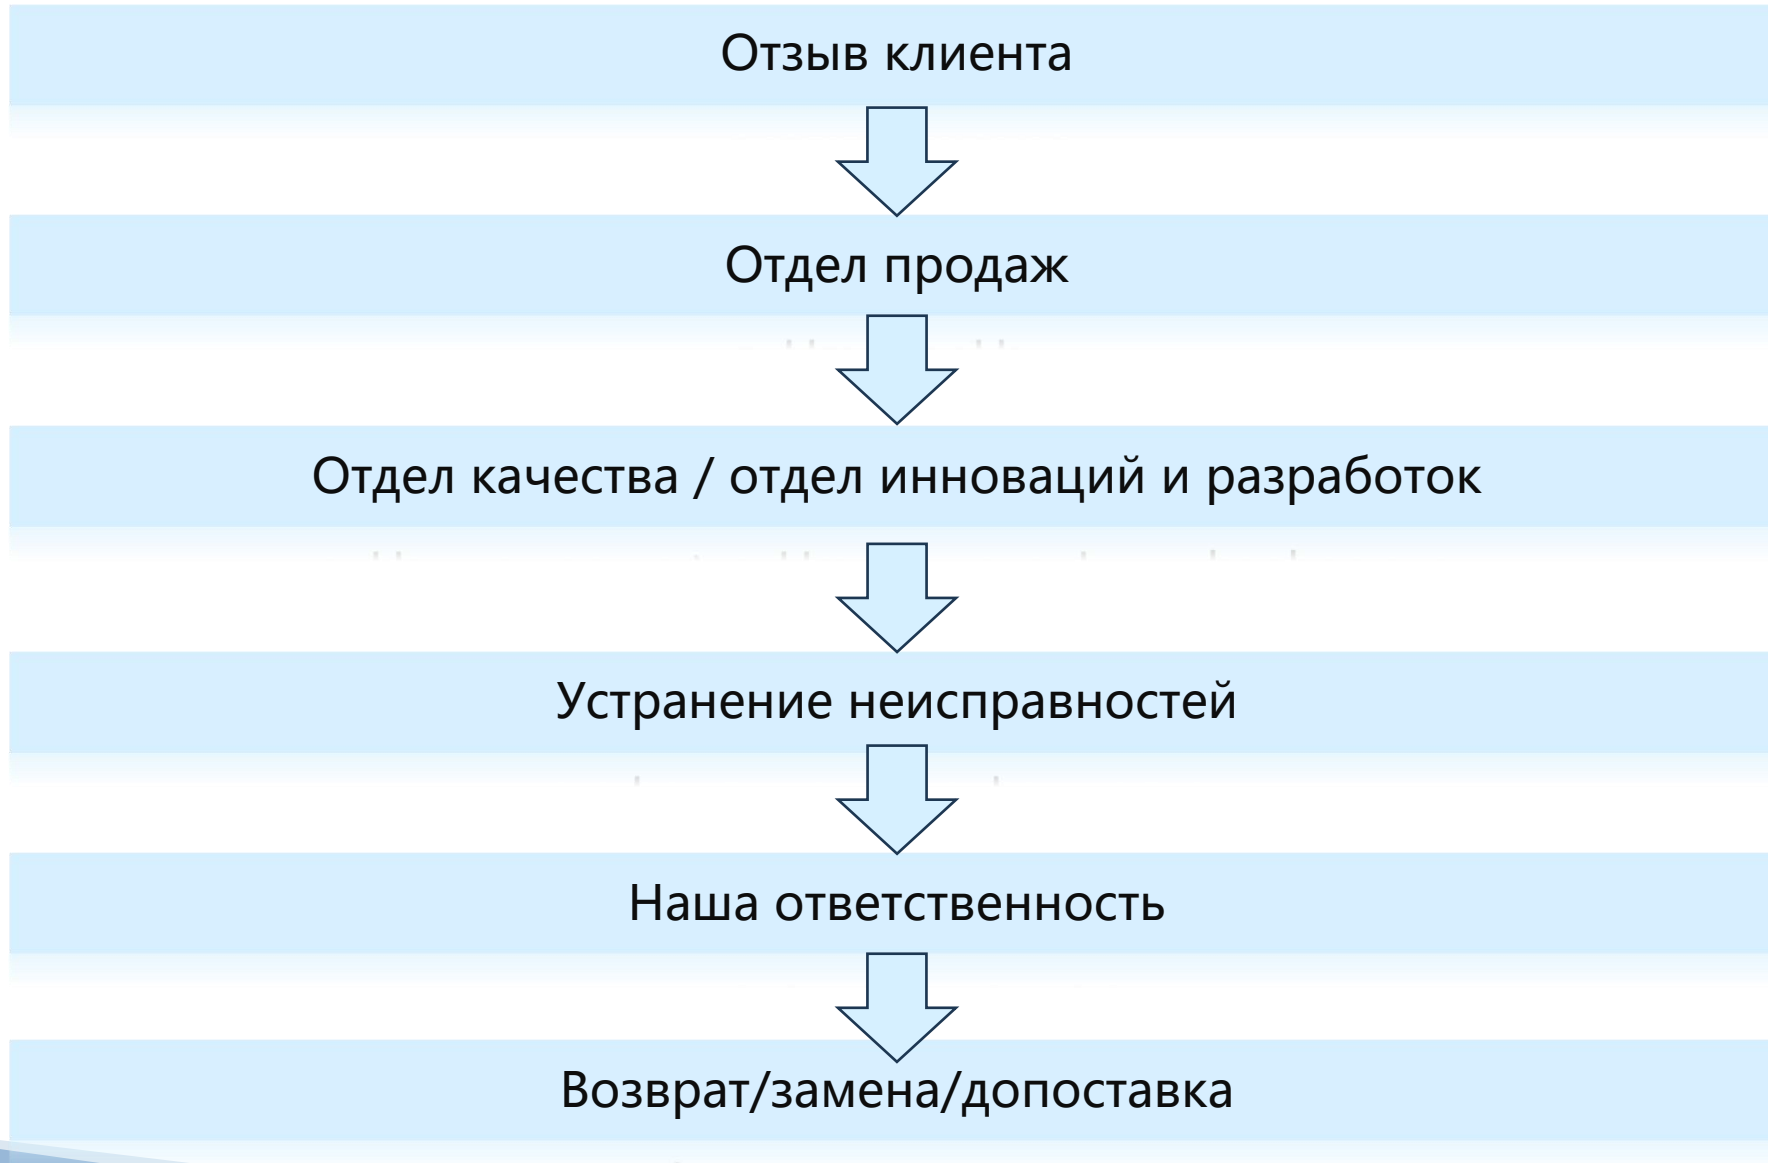 Отзыв клиента
Отдел продаж
Отдел качества / отдел инноваций и разработок
Устранение неисправностей
Наша ответственность
Возврат/замена/допоставка